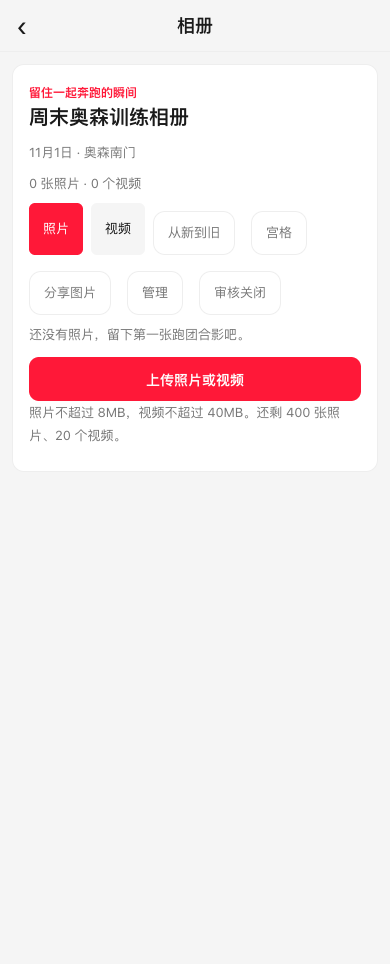 相册
留住一起奔跑的瞬间
周末奥森训练相册
11月1日 · 奥森南门
0 张照片 · 0 个视频
照片 视频 从新到旧 宫格
分享图片 管理 审核关闭
还没有照片，留下第一张跑团合影吧。
上传照片或视频
照片不超过 8MB，视频不超过 40MB。还剩 400 张照
片、20 个视频。